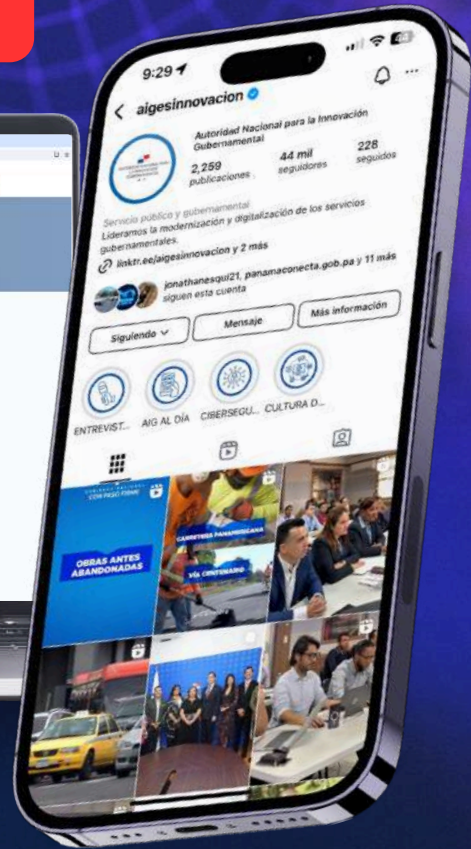 9:29
aigesinnovacion
Autoridad Nacional para la Innovación
Gubernamental
2,259
publicaciones
44 mil
seguidores
228
seguidos
Servicio público y gubernamental
Lideramos la modernización y digitalización de los servicios
gubernamentales.
linktr.ee/aigesinnovacion y 2 más
jonathanesqui21, panamaconecta.gob.pa y 11 más
siguen esta cuenta
Siguiendo
Mensaje
Más información
ENTREVIST...
AIG AL DÍA
CIBERSEGU...
CULTURA D...
CON PASO FIRME
OBRAS ANTES
ABANDONADAS
CARRETERA PANAMERICANA
VÍA CENTENARIO